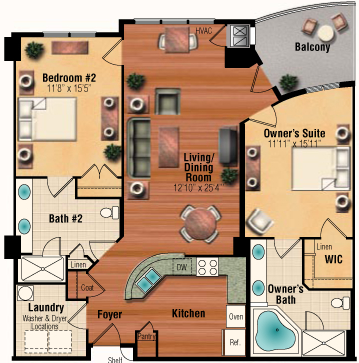 HVAC
Balcony
Bedroom #2
11'8" x 15'5"
Owner's Suite
11'11" x 15'11"
Living/
Dining
Room
12'10" x 25'4"
Bath #2
Linen
WIC
Linen
DW
Coat
Owner's
Bath
Laundry
Washer & Dryer
Locations
Foyer
Kitchen
Oven
Ref.
Pantry
Shelf